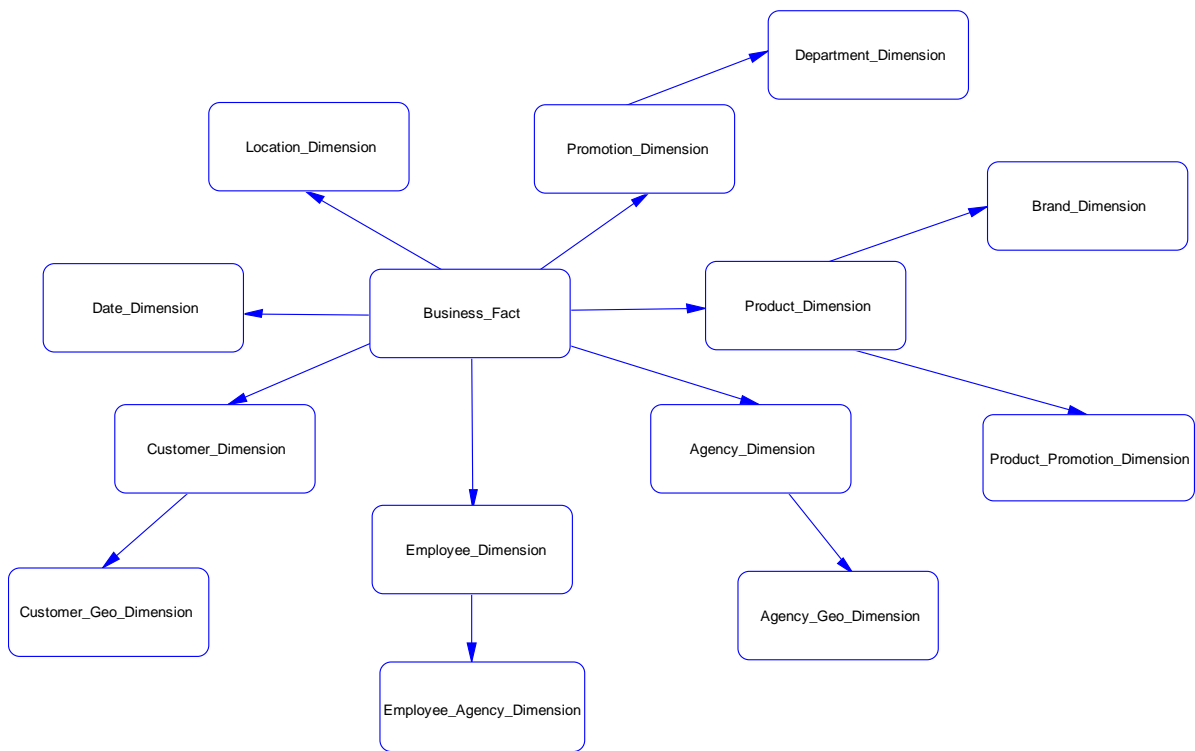 Department_Dimension
Location_Dimension
Promotion_Dimension
Brand_Dimension
Date_Dimension
Business_Fact
Product_Dimension
Customer_Dimension
Agency_Dimension
Product_Promotion_Dimension
Employee_Dimension
Customer_Geo_Dimension
Agency_Geo_Dimension
Employee_Agency_Dimension